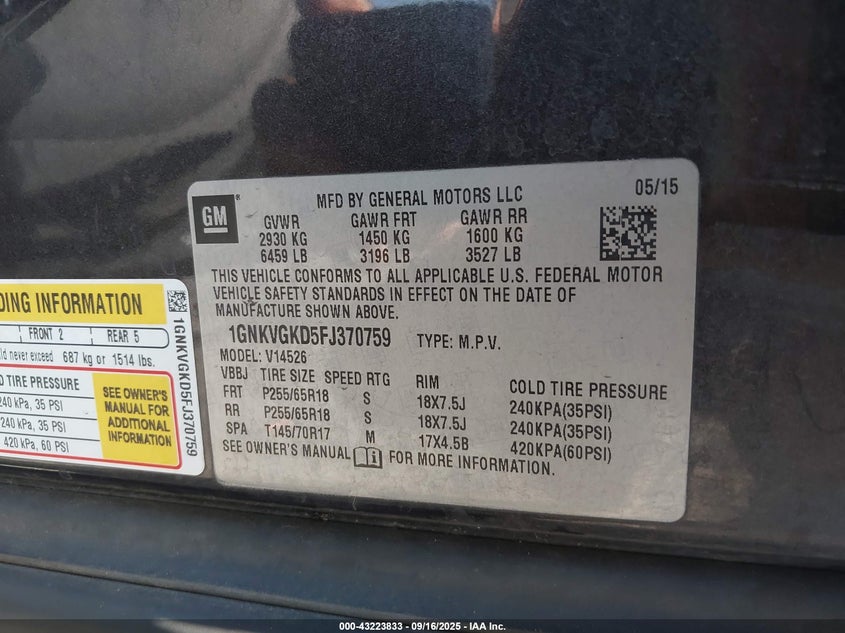 GM
®
MFD BY GENERAL MOTORS LLC
05/15
GVWR GAWR FRT GAWR RR
2930 KG 1450 KG 1600 KG
6459 LB 3196 LB 3527 LB
THIS VEHICLE CONFORMS TO ALL APPLICABLE U.S. FEDERAL MOTOR
VEHICLE SAFETY STANDARDS IN EFFECT ON THE DATE OF
MANUFACTURE SHOWN ABOVE.
1GNKVGKD5FJ370759 TYPE: M.P.V.
MODEL: V14526
VBBJ TIRE SIZE SPEED RTG RIM COLD TIRE PRESSURE
FRT P255/65R18 S 18X7.5J 240KPA(35PSI)
RR P255/65R18 S 18X7.5J 240KPA(35PSI)
SPA T145/70R17 M 17X4.5B 420KPA(60PSI)
SEE OWNER'S MANUAL FOR MORE INFORMATION.
DING INFORMATION
FRONT 2 REAR 5
ld never exceed 687 kg or 1514 lbs.
D TIRE PRESSURE
240 kPa, 35 PSI
240 kPa, 35 PSI
420 kPa, 60 PSI
SEE OWNER'S
MANUAL FOR
ADDITIONAL
INFORMATION
1GNKVGKD5FJ370759
000-43223833 - 09/16/2025 - IAA Inc.